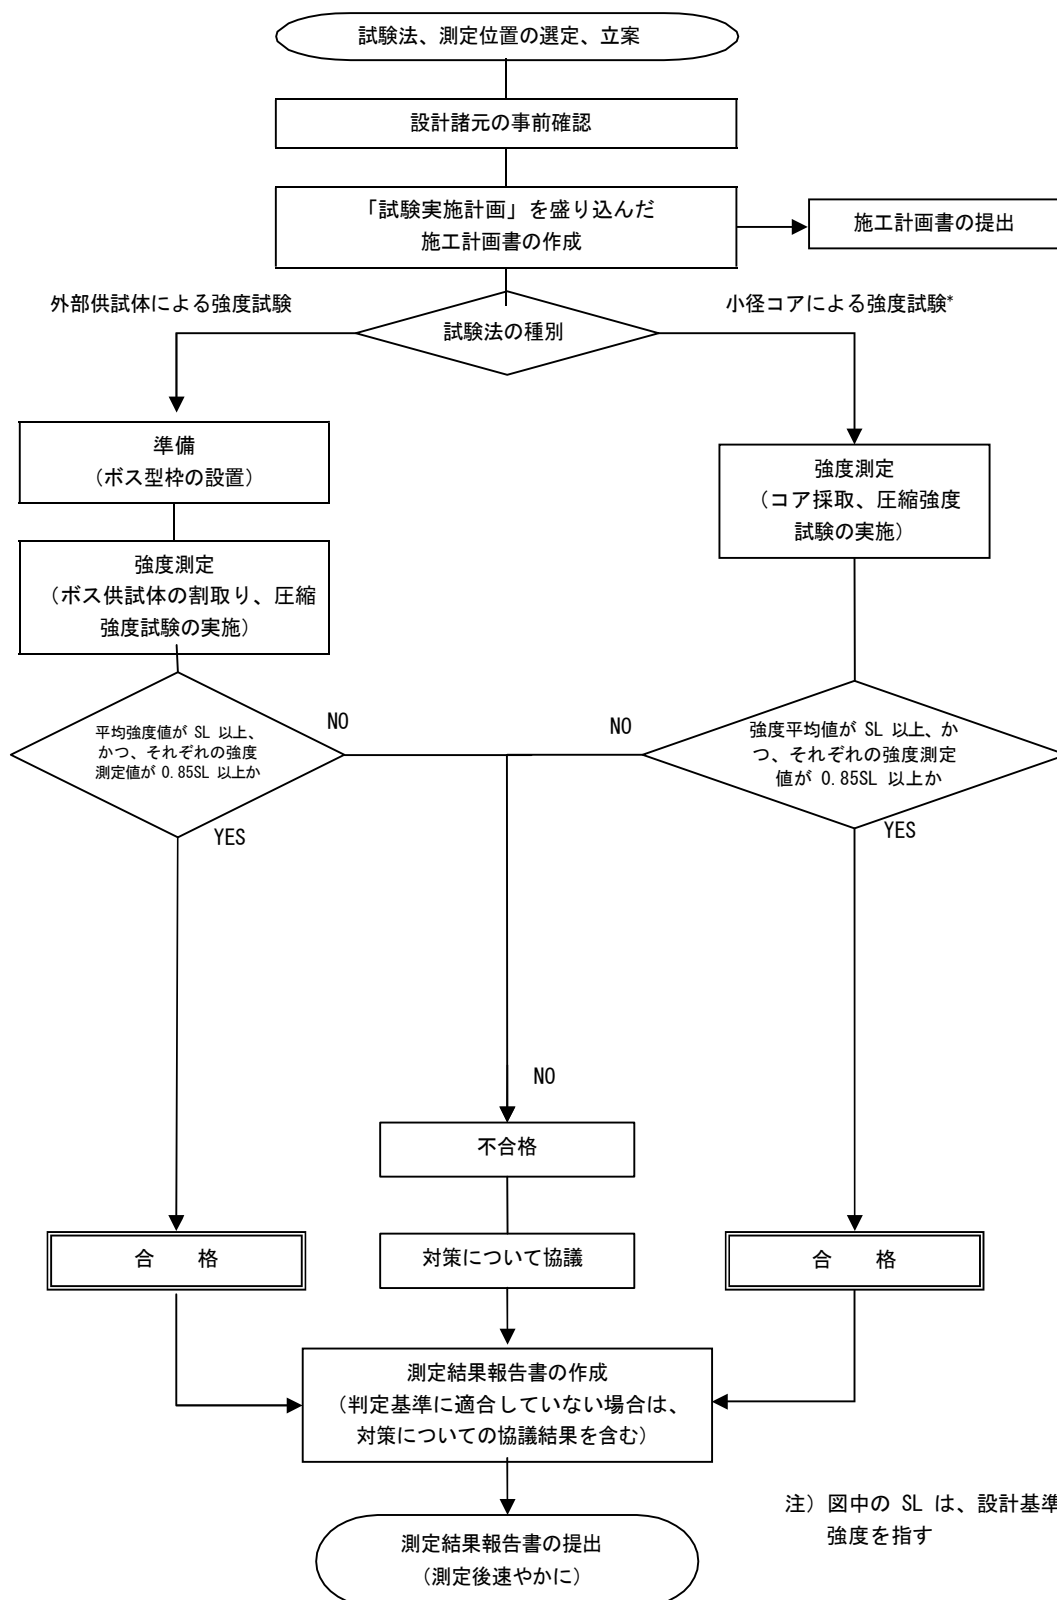 試験法、測定位置の選定、立案
設計諸元の事前確認
「試験実施計画」を盛り込んだ
施工計画書の作成
施工計画書の提出
外部供試体による強度試験
小径コアによる強度試験*
試験法の種別
準備
(ボス型枠の設置)
強度測定
(コア採取、圧縮強度
試験の実施)
強度測定
(ボス供試体の割取り、圧縮
強度試験の実施)
平均強度値が SL 以上、
かつ、それぞれの強度
測定値が 0.85SL 以上か
NO
NO
強度平均値が SL 以上、か
つ、それぞれの強度測定
値が 0.85SL 以上か
YES
YES
NO
不合格
合　格
対策について協議
合　格
測定結果報告書の作成
(判定基準に適合していない場合は、
対策についての協議結果を含む)
注) 図中の SL は、設計基準
強度を指す
測定結果報告書の提出
(測定後速やかに)